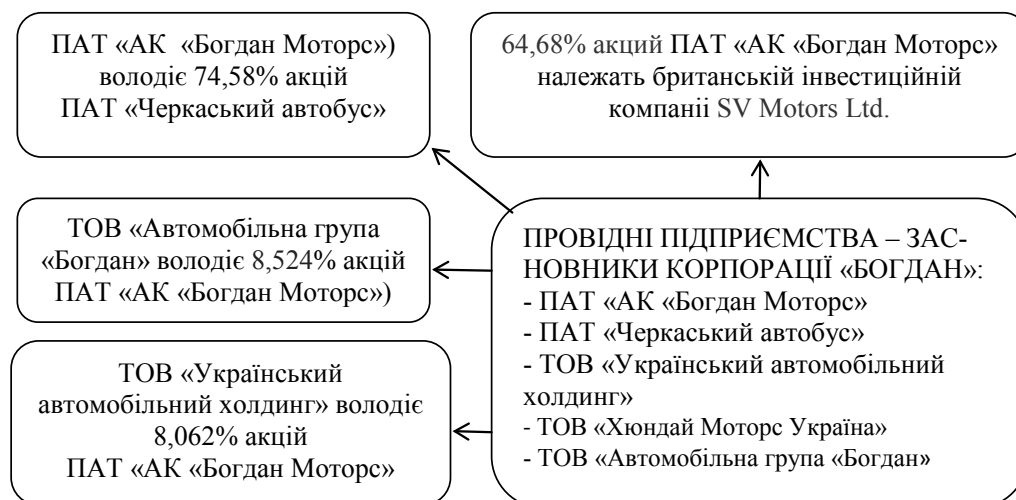 ПАТ «АК «Богдан Моторс»)
володіє 74,58% акцій
ПАТ «Черкаський автобус»
64,68% акций ПАТ «АК «Богдан Моторс»
належать британській інвестиційній
компанії SV Motors Ltd.
ТОВ «Автомобільна група
«Богдан» володіє 8,524% акцій
ПАТ «АК «Богдан Моторс»)
ТОВ «Український
автомобільний холдинг» володіє
8,062% акцій
ПАТ «АК «Богдан Моторс»
ПРОВІДНІ ПІДПРИЄМСТВА – ЗАС-
НОВНИКИ КОРПОРАЦІЇ «БОГДАН»:
- ПАТ «АК «Богдан Моторс»
- ПАТ «Черкаський автобус»
- ТОВ «Український автомобільний
холдинг»
- ТОВ «Хюндай Моторс Україна»
- ТОВ «Автомобільна група «Богдан»